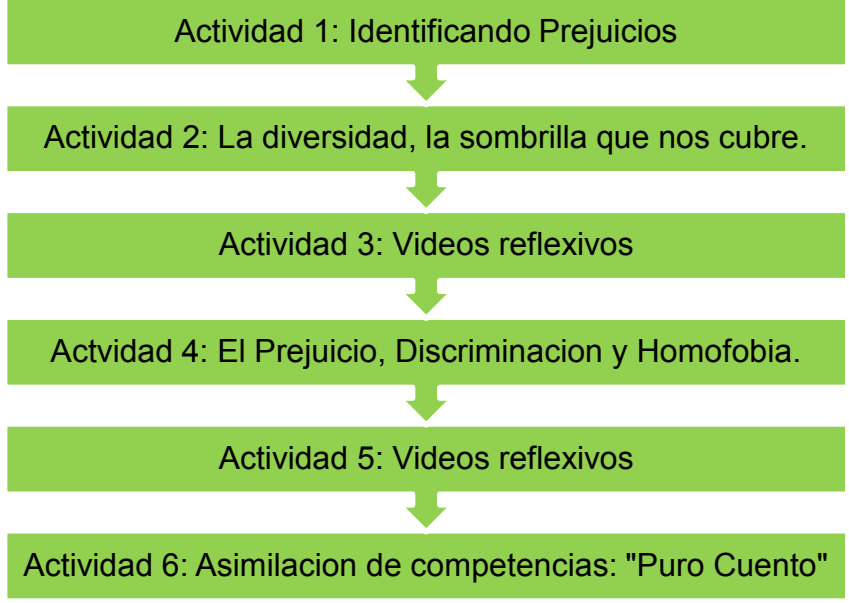 Actividad 1: Identificando Prejuicios
Actividad 2: La diversidad, la sombrilla que nos cubre.
Actividad 3: Videos reflexivos
Actvidad 4: El Prejuicio, Discriminacion y Homofobia.
Actividad 5: Videos reflexivos
Actividad 6: Asimilacion de competencias: "Puro Cuento"